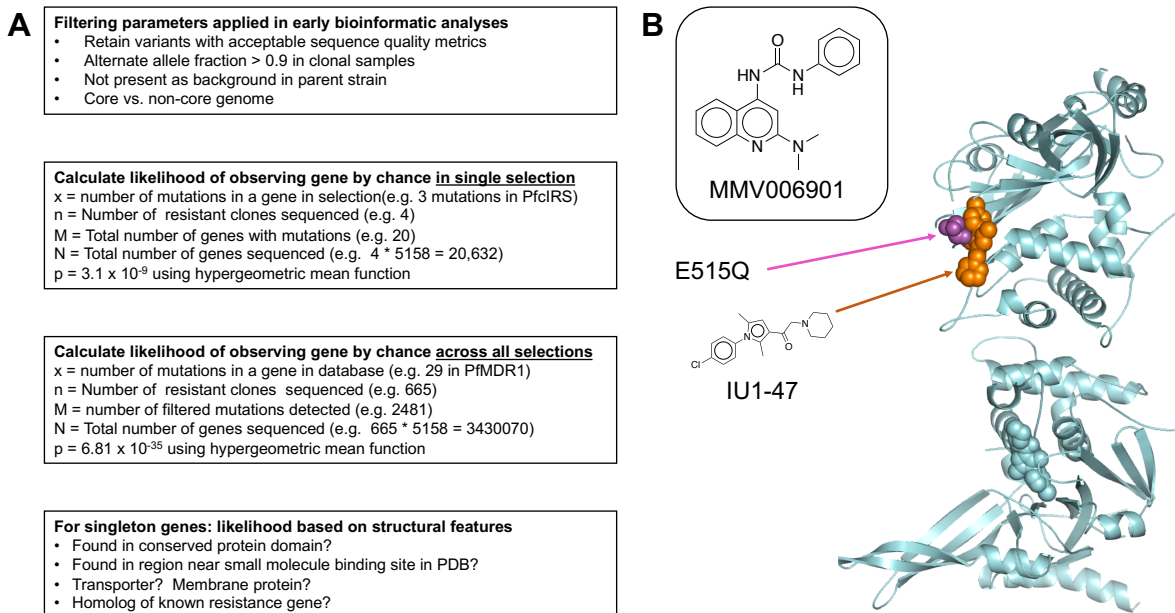 A
Filtering parameters applied in early bioinformatic analyses
• Retain variants with acceptable sequence quality metrics
• Alternate allele fraction > 0.9 in clonal samples
• Not present as background in parent strain
• Core vs. non-core genome
Calculate likelihood of observing gene by chance in single selection
x = number of mutations in a gene in selection(e.g. 3 mutations in PfcIRS)
n = Number of resistant clones sequenced (e.g. 4)
M = Total number of genes with mutations (e.g. 20)
N = Total number of genes sequenced (e.g. 4 * 5158 = 20,632)
p = 3.1 x 10⁻⁹ using hypergeometric mean function
Calculate likelihood of observing gene by chance across all selections
x = number of mutations in a gene in database (e.g. 29 in PfMDR1)
n = Number of resistant clones sequenced (e.g. 665)
M = number of filtered mutations detected (e.g. 2481)
N = Total number of genes sequenced (e.g. 665 * 5158 = 3430070)
p = 6.81 x 10⁻³⁵ using hypergeometric mean function
For singleton genes: likelihood based on structural features
• Found in conserved protein domain?
• Found in region near small molecule binding site in PDB?
• Transporter? Membrane protein?
• Homolog of known resistance gene?
B
O
NH
HN
N
N
MMV006901
E515Q
N
N
O
Cl
IU1-47